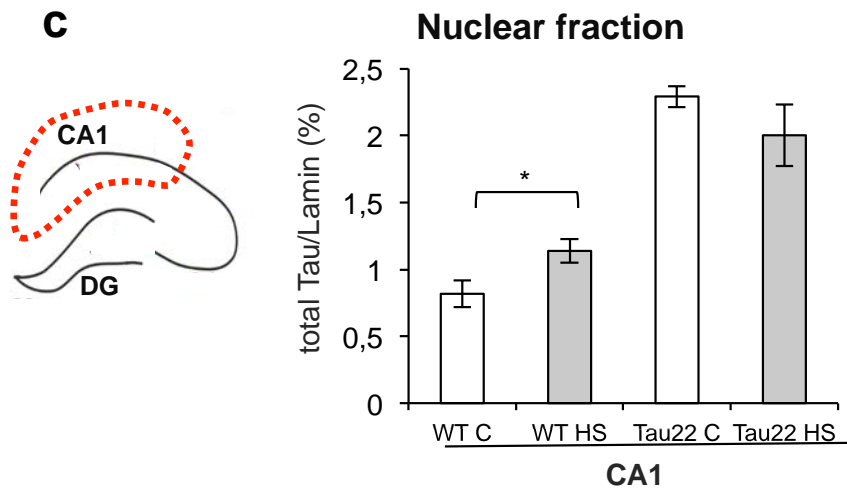 c
Nuclear fraction
CA1
DG
total Tau/Lamin (%)
2,5
2
1,5
1
0,5
0
*
WT C WT HS Tau22 C Tau22 HS
CA1